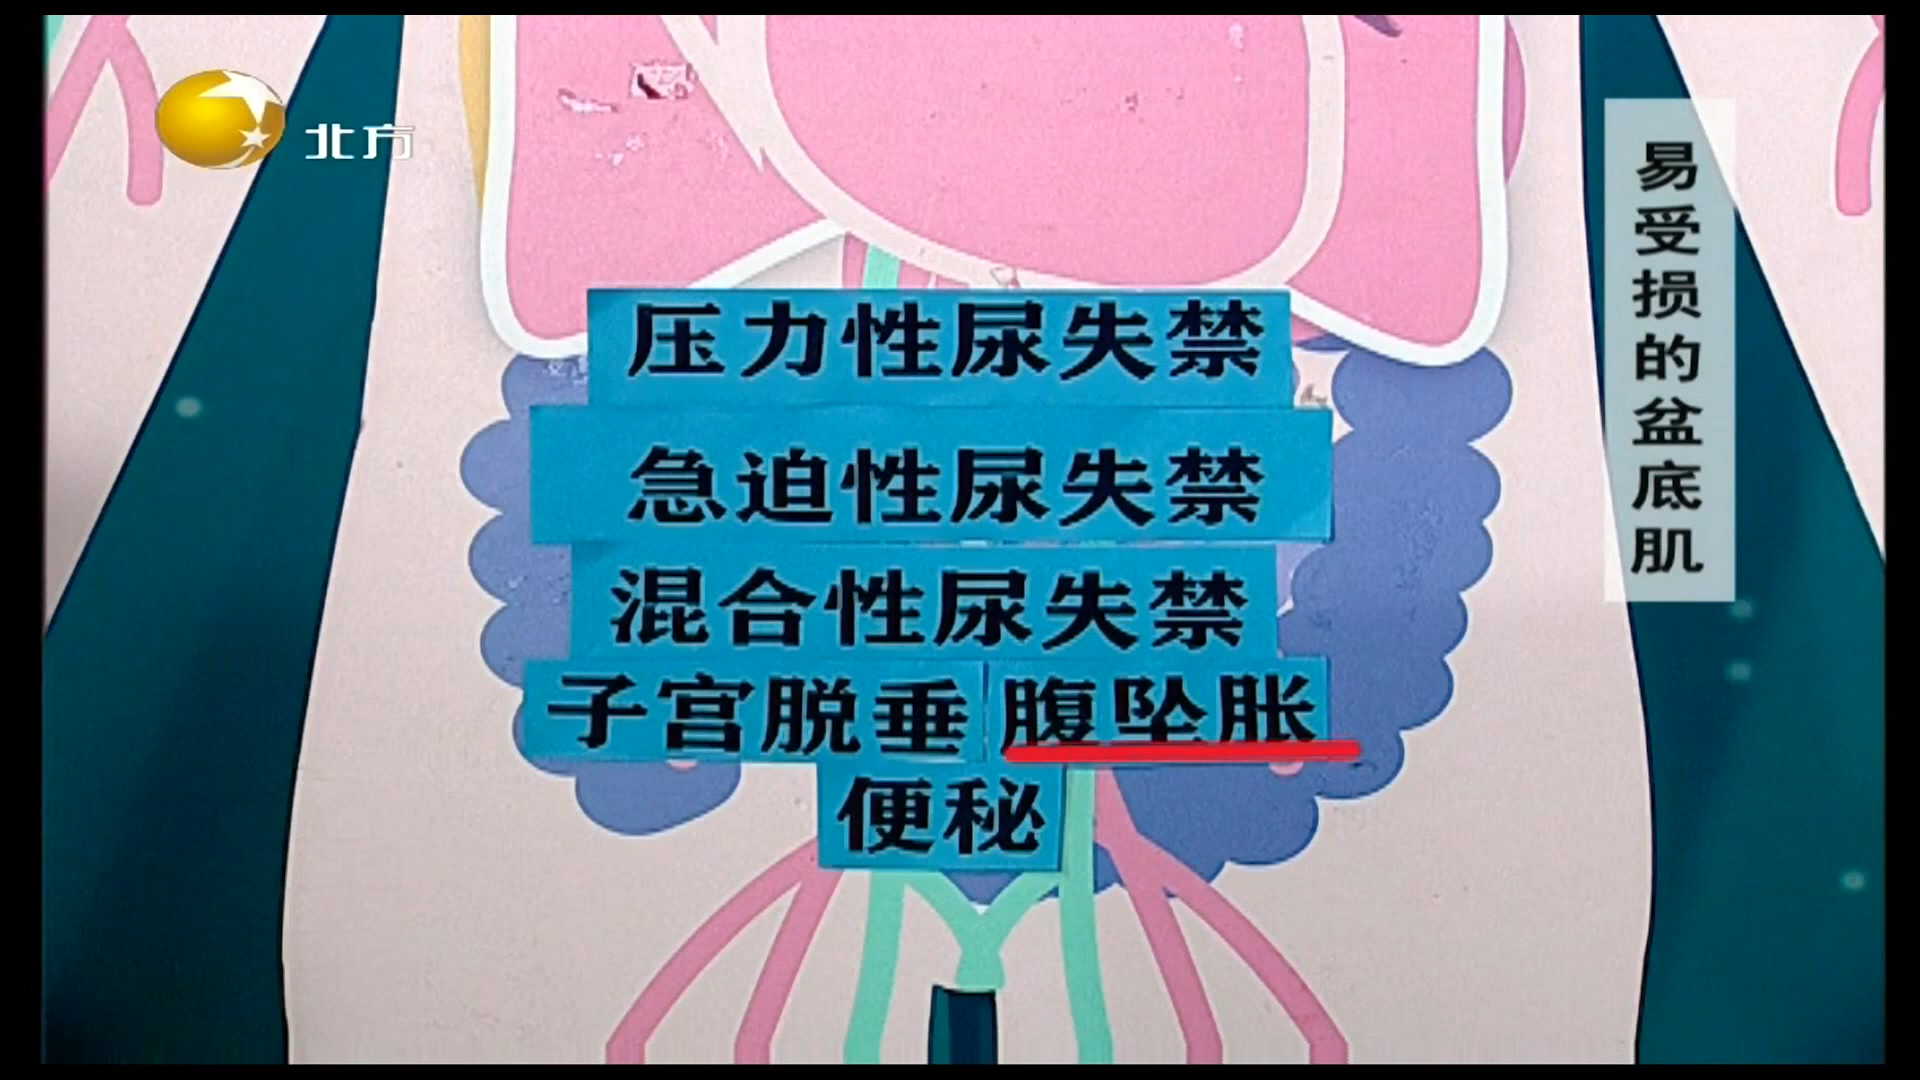 北方
易受损的盆底肌
压力性尿失禁
急迫性尿失禁
混合性尿失禁
子宫脱垂 腹坠胀
便秘